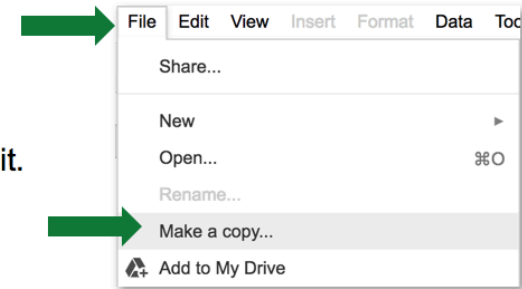 File Edit View Insert Format Data Too
Share...
New ►
Open... ⌘O
it.
Rename...
Make a copy...
Add to My Drive